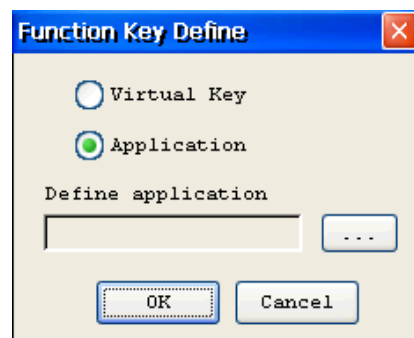 Function Key Define
Virtual Key
Application
Define application
...
OK Cancel